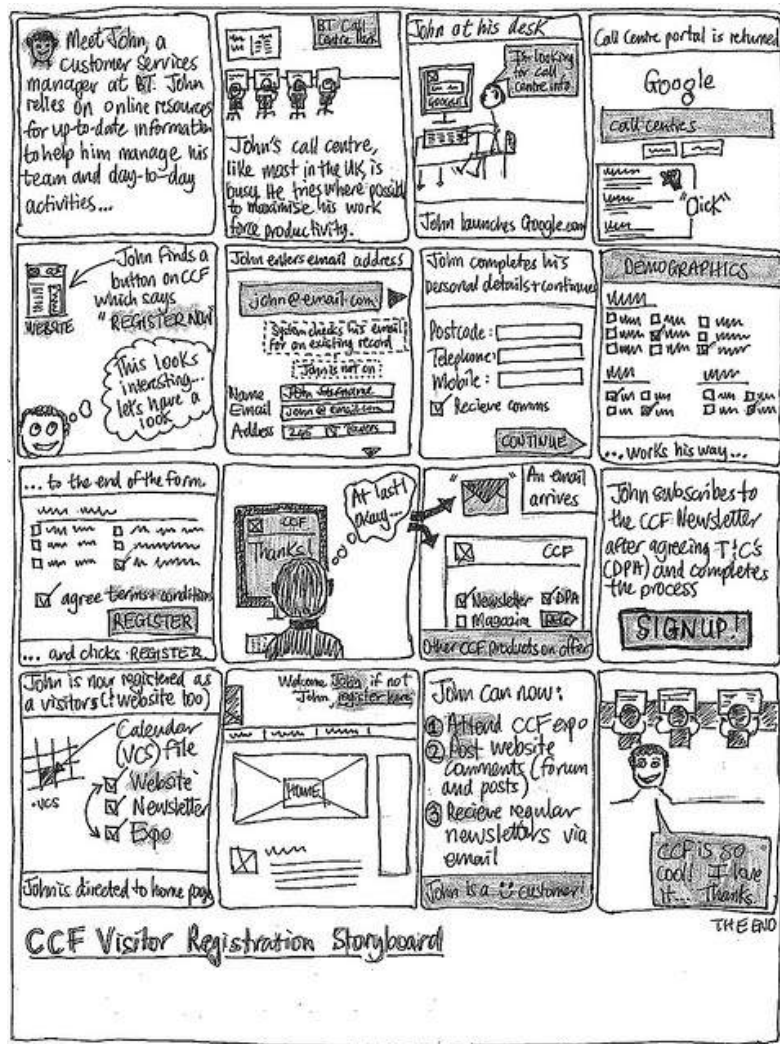 Meet John, a
customer services
manager at BT. John
relies on online resources
for up-to-date information
to help him manage his
team and day-to-day
activities...
BT Call
Centre
John's call centre,
like most in the UK, is
busy. He tries where possible
to maximise his work
force productivity.
John at his desk
I'm looking
for call
centre info
GOOGLE
John launches Google.com
Call Centre portal is returned
Google
call centres
"Click"
John finds a
button on CCF
which says
"REGISTER NOW
WEBSITE
This looks
interesting...
let's have a
look
John enters email address
john@email.com
System checks his email
for an existing record
John is not on
Name John Surname
Email john@email.com
Address
John completes his
personal details + continues
Postcode:
Telephone:
Mobile:
Recieve comms
CONTINUE
DEMOGRAPHICS
... works his way...
... to the end of the form.
agree terms + conditions
REGISTER
... and clicks REGISTER
CCF
Thanks!
At last!
okay...
An email
arrives
CCF
Newsletter DPA
Magazine
Other CCF products on offer
John subscribes to
the CCF Newsletter
after agreeing T&C's
(DPA) and completes
the process
SIGNUP!
John is now registered as
a visitors (+ website too)
Calendar
(VCS) file
Website
Newsletter
Expo
.vcs
John is directed to home page
Welcome John if not
John, register here
HOME
John can now:
1 Attend CCF expo
2 Post website
comments (forum
and posts)
3 Recieve regular
newsletters via
email
John is a customer!
CCF is so
cool! I love
it... Thanks.
THE END
CCF Visitor Registration Storyboard